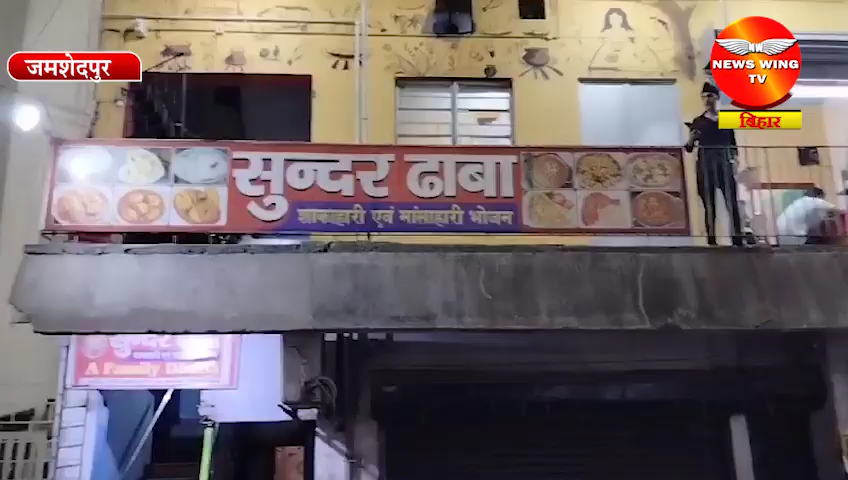 जमशेदपुर
NEWS WING
TV
बिहार
सुन्दर ढाबा
शाकाहारी एवं मांसाहारी भोजन
A Family